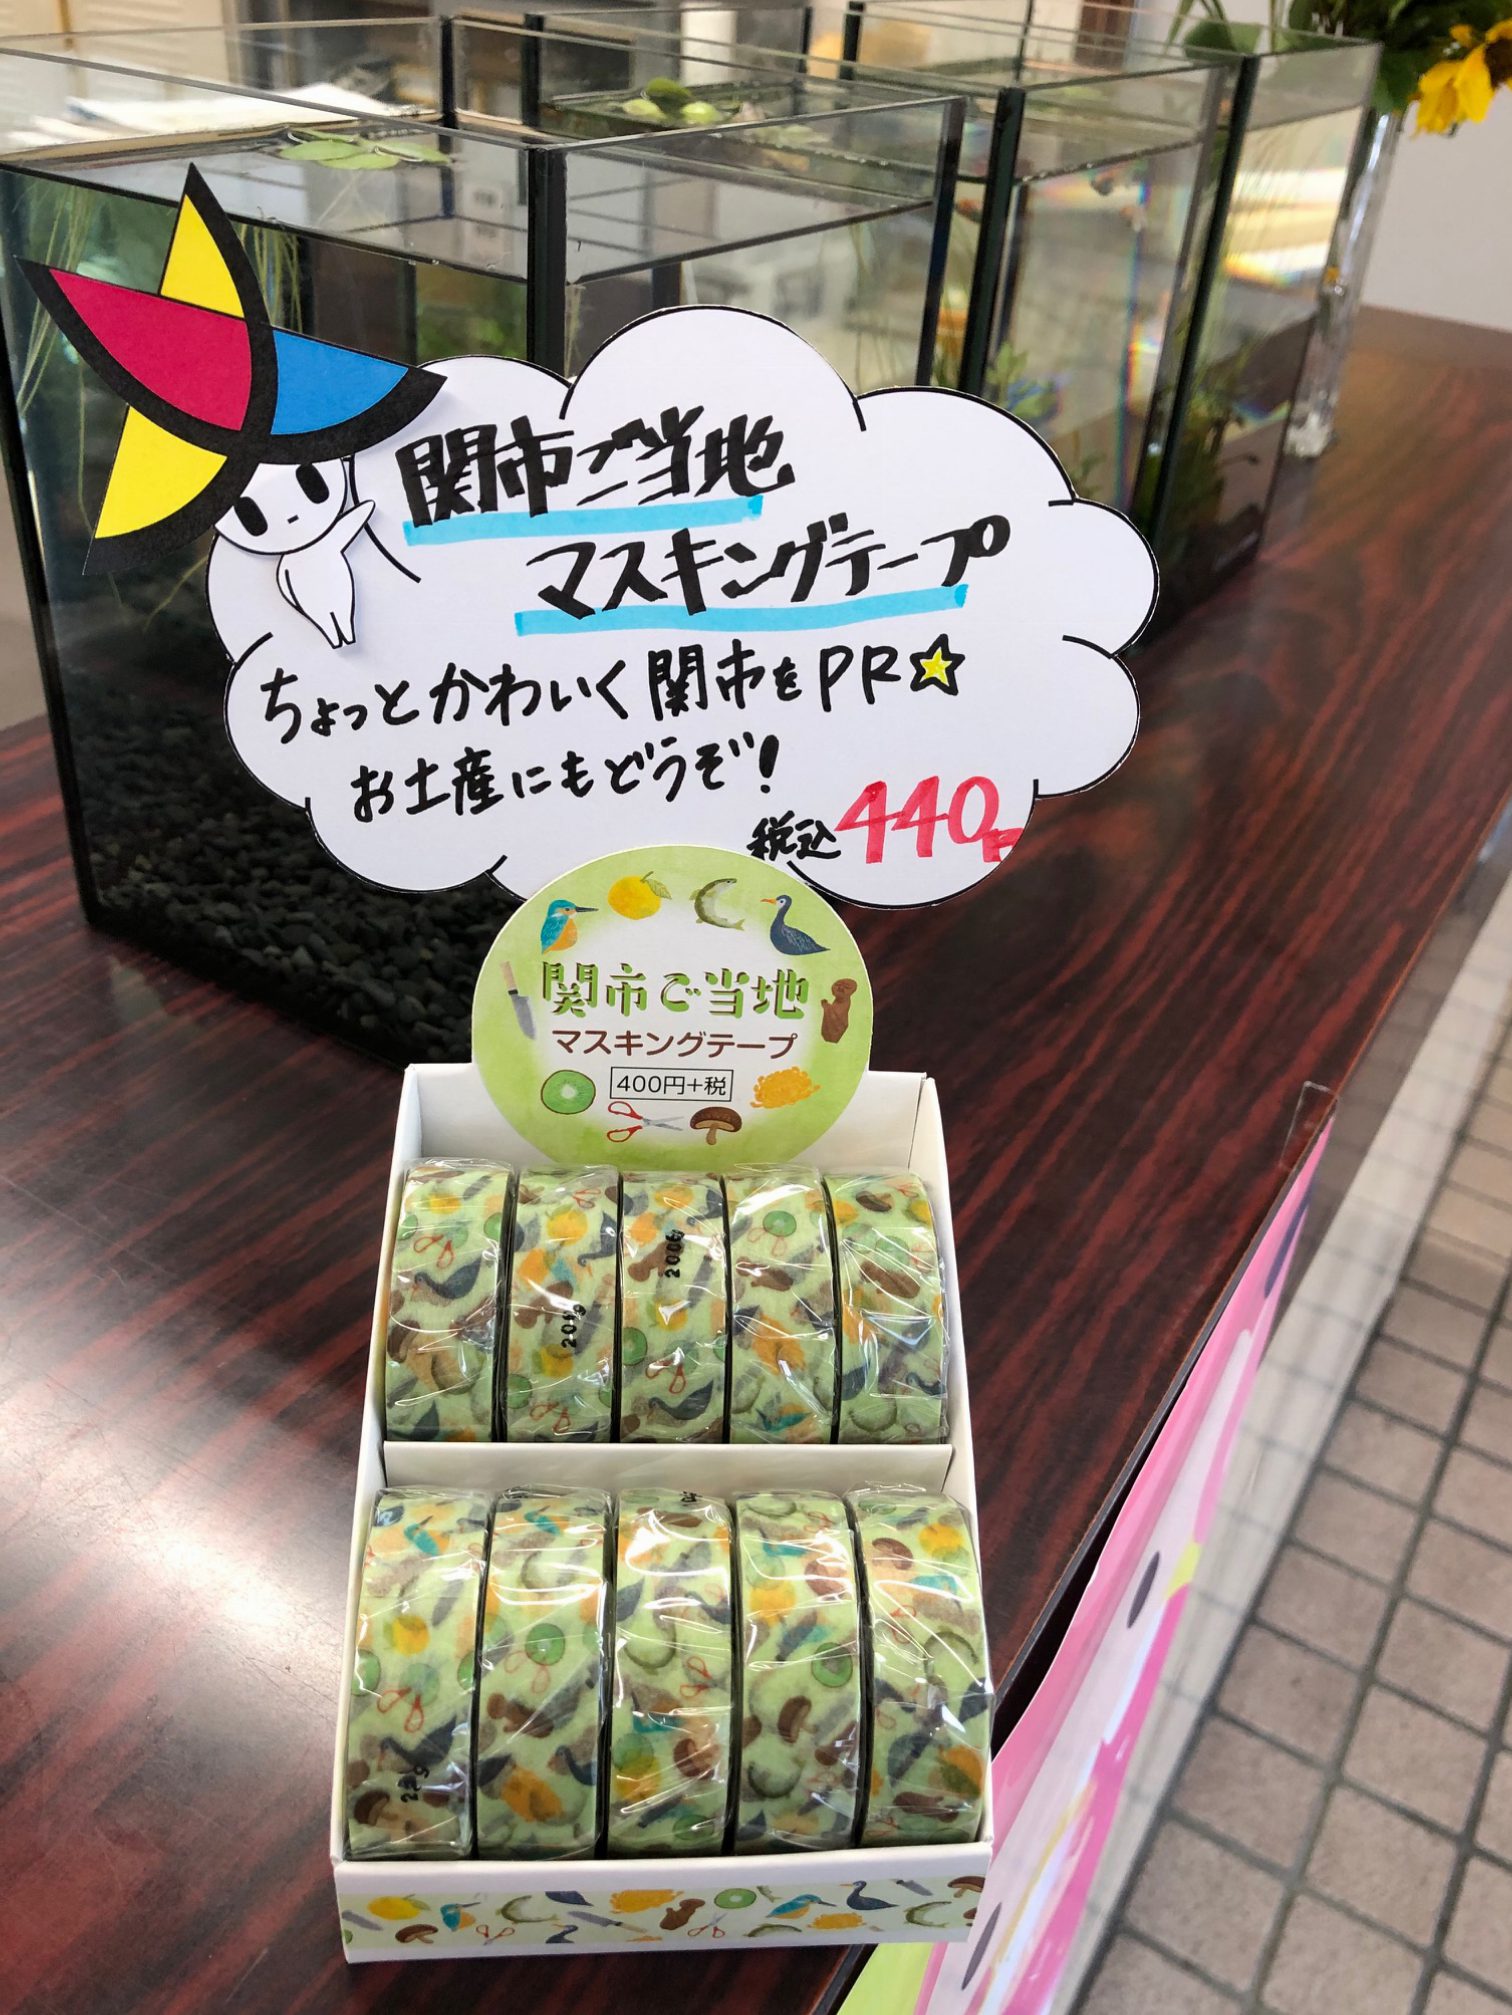 関市ご当地
マスキングテープ
ちょっとかわいく関市をPR☆
お土産にもどうぞ!
税込440円
関市ご当地
マスキングテープ
400円+税